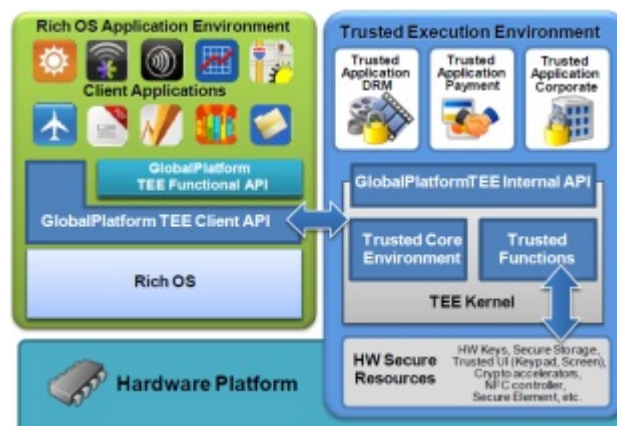 Rich OS Application Environment
Client Applications
GlobalPlatform
TEE Functional API
GlobalPlatform TEE Client API
Rich OS
Trusted Execution Environment
Trusted
Application
DRM
Trusted
Application
Payment
Trusted
Application
Corporate
GlobalPlatformTEE Internal API
Trusted Core
Environment
Trusted
Functions
TEE Kernel
HW Secure
Resources
HW Keys, Secure Storage,
Trusted UI (Keypad, Screen),
Crypto accelerators,
NFC controller,
Secure Element, etc.
Hardware Platform